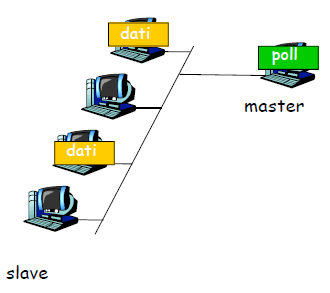 dati
poll
master
dati
slave